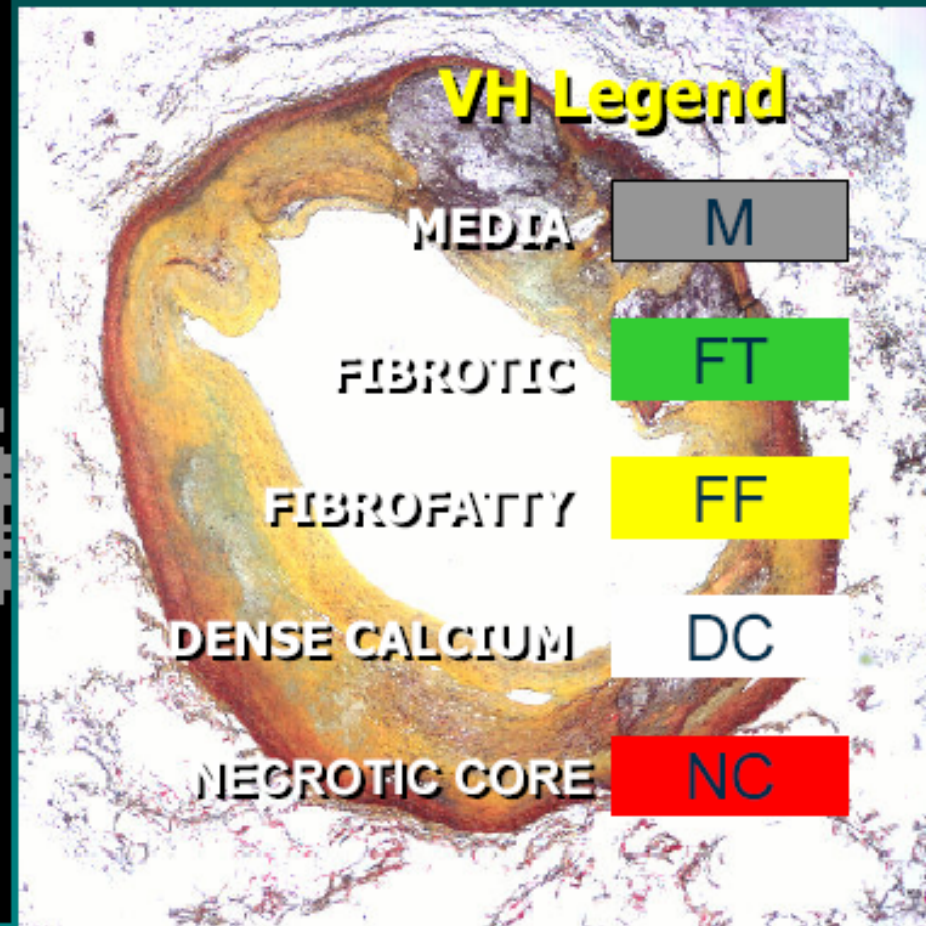 VH Legend
MEDIA M
FIBROTIC FT
FIBROFATTY FF
DENSE CALCIUM DC
NECROTIC CORE NC